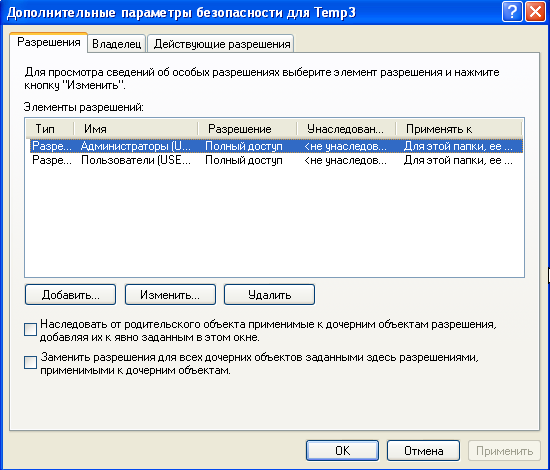 Дополнительные параметры безопасности для Temp3
Разрешения Владелец Действующие разрешения
Для просмотра сведений об особых разрешениях выберите элемент разрешения и нажмите
кнопку "Изменить".
Элементы разрешений:
Тип Имя Разрешение Унаследован... Применять к
Разре... Администраторы (U... Полный доступ <не унаследов... Для этой папки, ее ...
Разре... Пользователи (USE... Полный доступ <не унаследов... Для этой папки, ее ...
Добавить... Изменить... Удалить
Наследовать от родительского объекта применимые к дочерним объектам разрешения,
добавляя их к явно заданным в этом окне.
Заменить разрешения для всех дочерних объектов заданными здесь разрешениями,
применимыми к дочерним объектам.
OK Отмена Применить